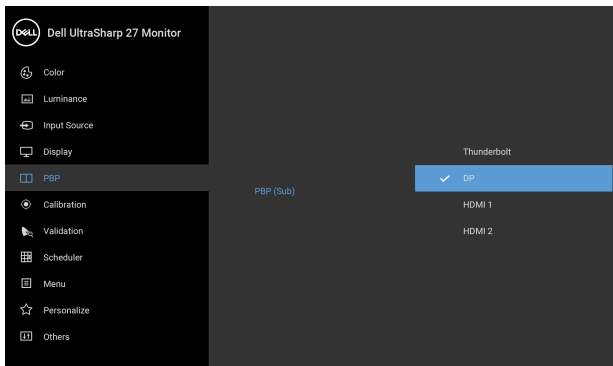 DELL Dell UltraSharp 27 Monitor
Color
Luminance
Input Source
Display
PBP
Calibration
Validation
Scheduler
Menu
Personalize
Others
PBP (Sub)
Thunderbolt
DP
HDMI 1
HDMI 2